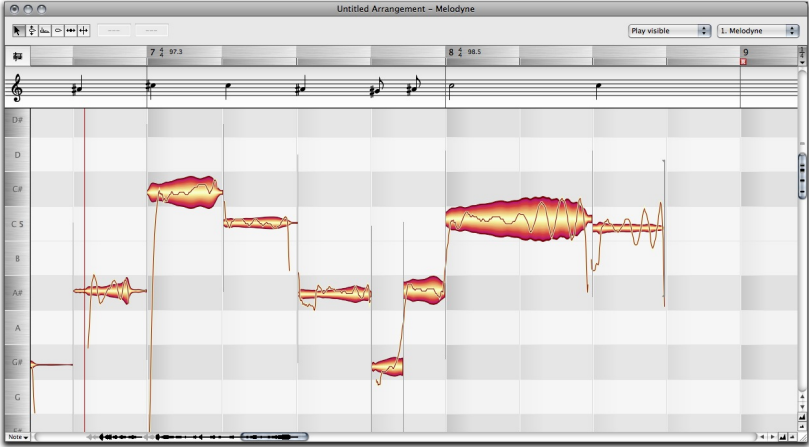 Untitled Arrangement – Melodyne
Play visible
1. Melodyne
7 4/4 97.3
8 4/4 98.5
9
D#
D
C#
C 5
B
A#
A
G#
G
F#
Note